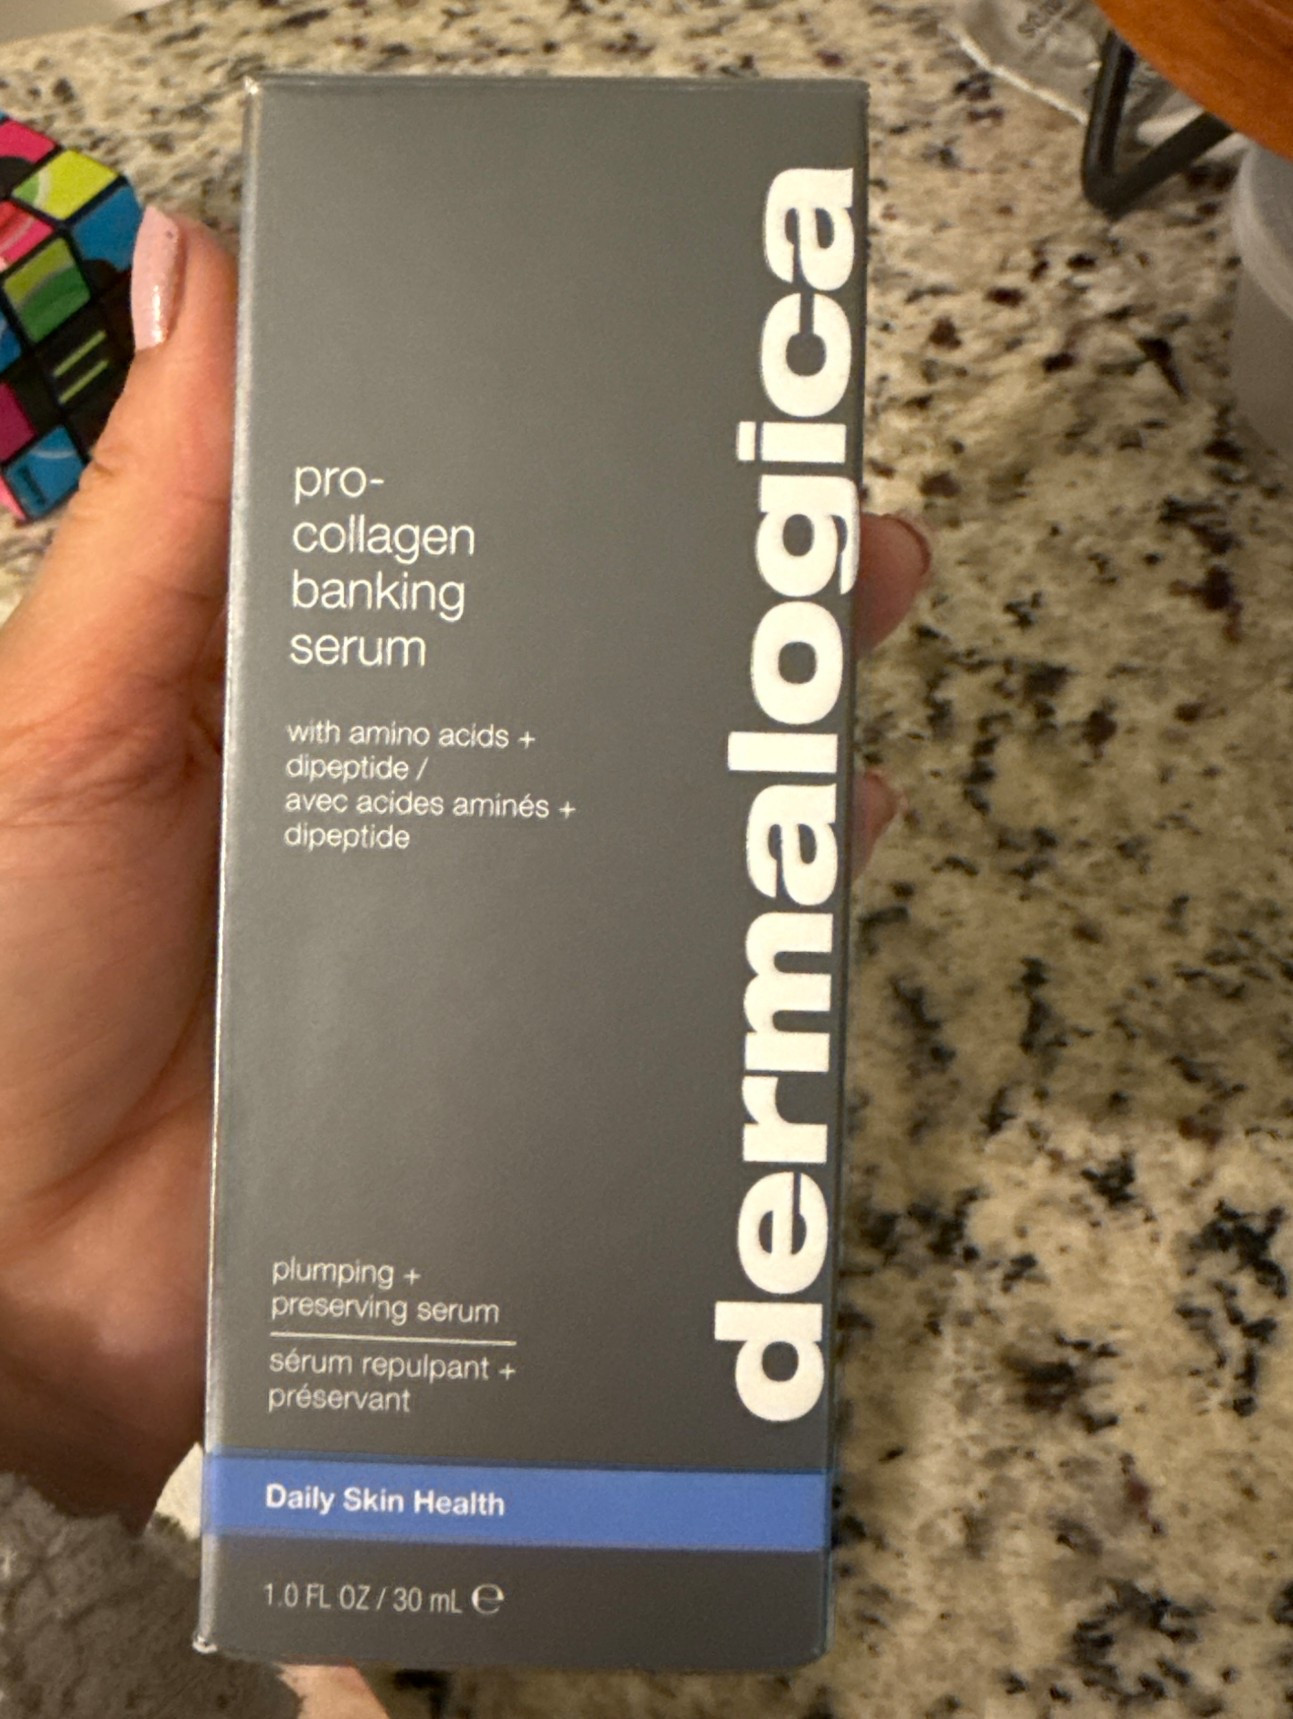 pro-
collagen
banking
serum
with amino acids +
dipeptide /
avec acides aminés +
dipeptide
plumping +
preserving serum
sérum repulpant +
préservant
Daily Skin Health
1.0 FL OZ / 30 mL ℮
dermalogica